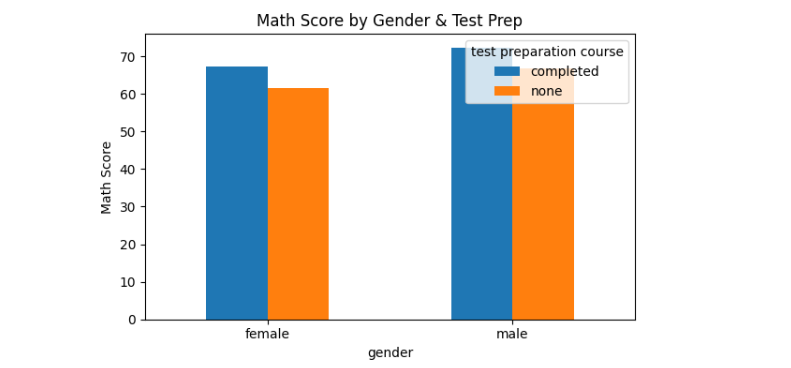 Math Score by Gender & Test Prep
test preparation course
completed
none
Math Score
70
60
50
40
30
20
10
0
female
male
gender